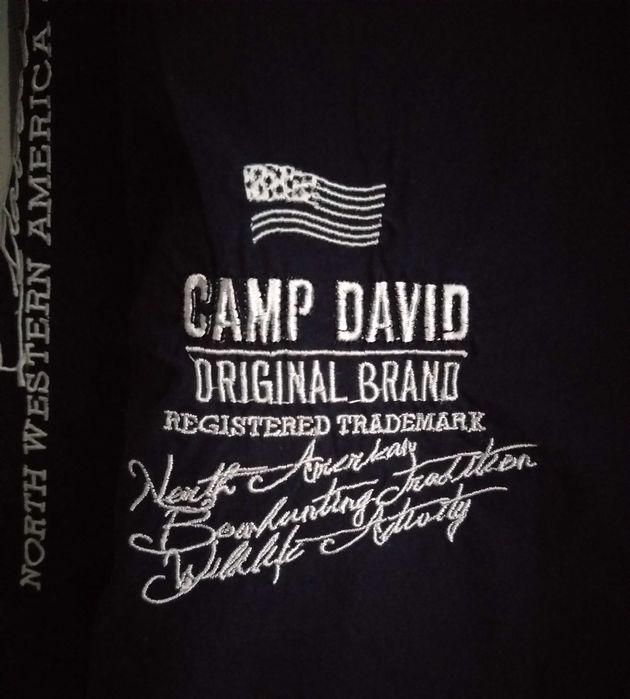 NORTH WESTERN AMERICA
CAMP DAVID
ORIGINAL BRAND
REGISTERED TRADEMARK
North American
Bowhunting Tradition
Wildlife Activity